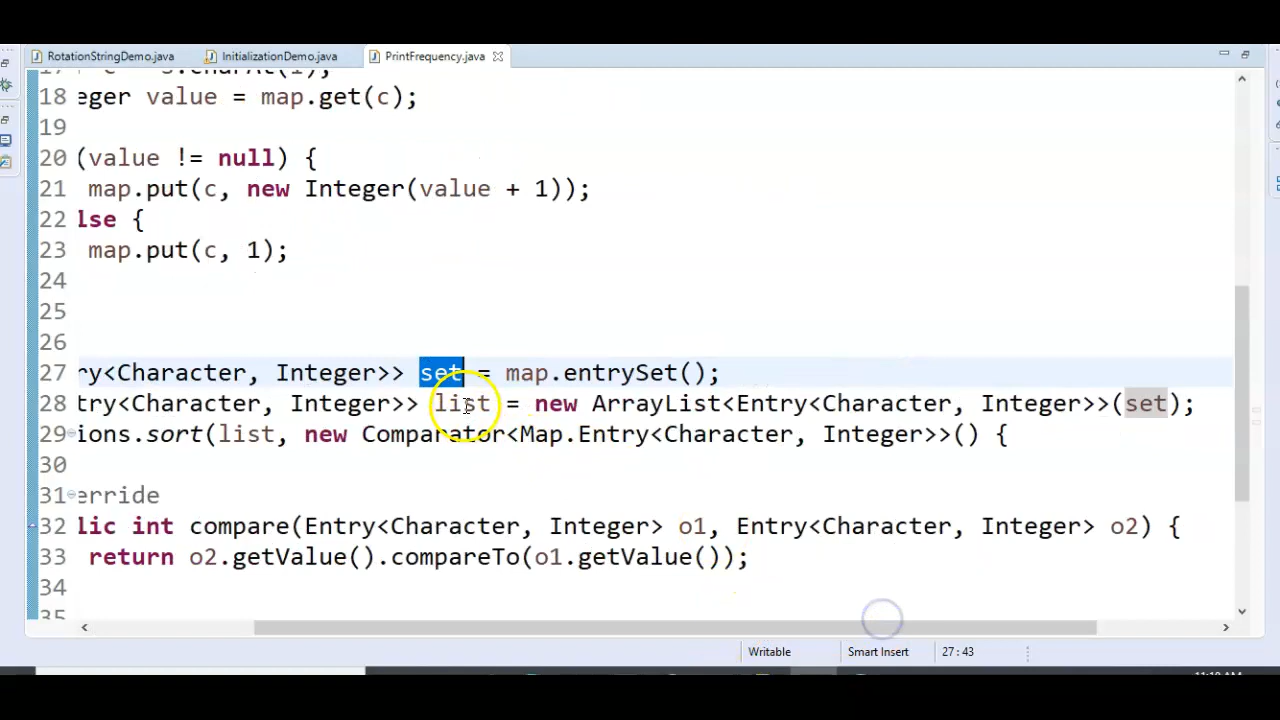 RotationStringDemo.java InitializationDemo.java PrintFrequency.java
17 c = s.charAt(i);
18 eger value = map.get(c);
19
20 (value != null) {
21 map.put(c, new Integer(value + 1));
22 lse {
23 map.put(c, 1);
24
25
26
27 ry<Character, Integer>> set = map.entrySet();
28 try<Character, Integer>> list = new ArrayList<Entry<Character, Integer>>(set);
29 ions.sort(list, new Comparator<Map.Entry<Character, Integer>>() {
30
31 erride
32 lic int compare(Entry<Character, Integer> o1, Entry<Character, Integer> o2) {
33 return o2.getValue().compareTo(o1.getValue());
34
35
Writable Smart Insert 27 : 43